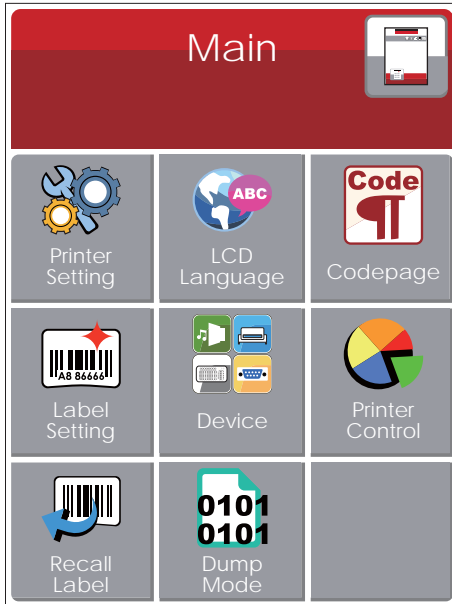 Main
Code
ABC
Printer
Setting
LCD
Language
Codepage
A8 86666
Label
Setting
Device
Printer
Control
0101
0101
Recall
Label
Dump
Mode